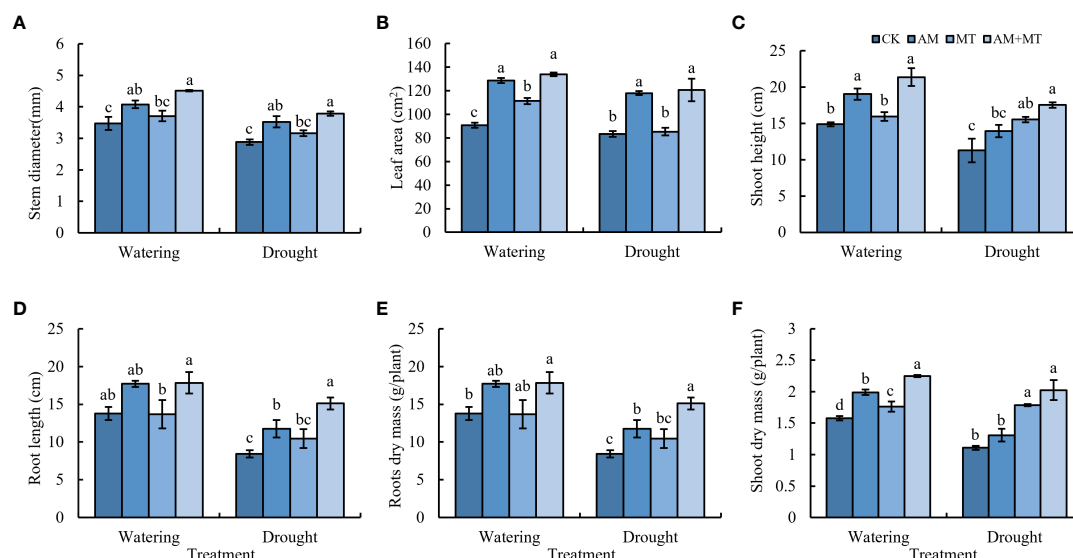 A
Stem diameter(mm)
6
5
4
3
2
1
0
c
ab
bc
a
c
ab
bc
a
Watering
Drought
B
Leaf area (cm²)
160
140
120
100
80
60
40
20
0
c
a
b
a
b
a
b
a
Watering
Drought
C
CK AM MT AM+MT
Shoot height (cm)
25
20
15
10
5
0
b
a
b
a
c
bc
ab
a
Watering
Drought
D
Root length (cm)
25
20
15
10
5
0
ab
ab
b
a
c
b
bc
a
Watering
Drought
Treatment
E
Roots dry mass (g/plant)
25
20
15
10
5
0
b
ab
ab
a
c
b
bc
a
Watering
Drought
Treatment
F
Shoot dry mass (g/plant)
3
2.5
2
1.5
1
0.5
0
d
b
c
a
b
b
a
a
Watering
Drought
Treatment